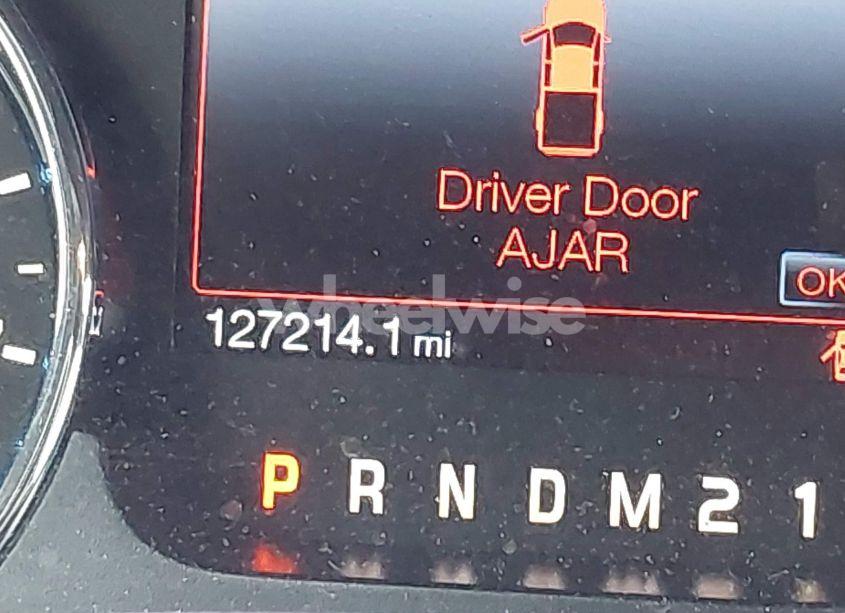 Driver Door
AJAR
OK
wheelwise
127214.1 mi
P R N D M 2 1